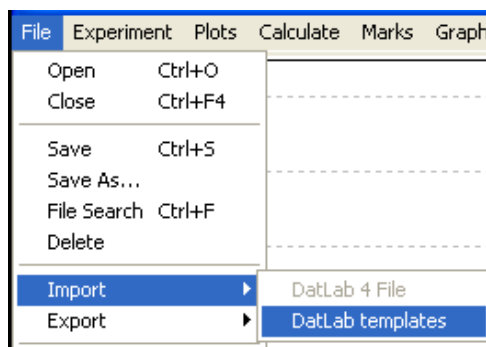 File Experiment Plots Calculate Marks Graph
Open Ctrl+O
Close Ctrl+F4
Save Ctrl+S
Save As...
File Search Ctrl+F
Delete
Import DatLab 4 File
Export DatLab templates